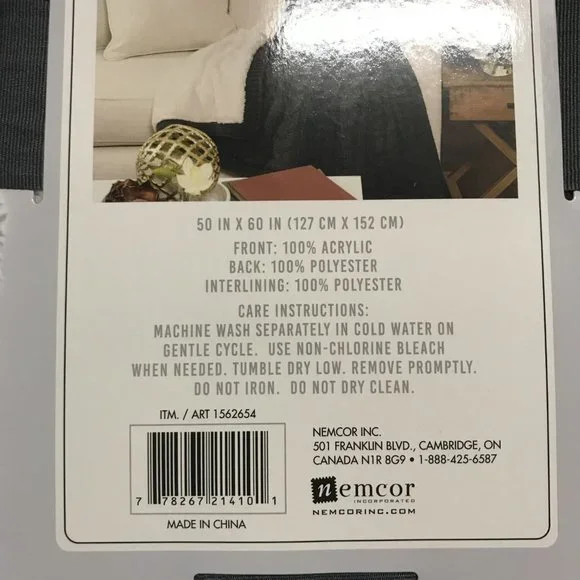 50 IN X 60 IN (127 CM X 152 CM)
FRONT: 100% ACRYLIC
BACK: 100% POLYESTER
INTERLINING: 100% POLYESTER
CARE INSTRUCTIONS:
MACHINE WASH SEPARATELY IN COLD WATER ON
GENTLE CYCLE. USE NON-CHLORINE BLEACH
WHEN NEEDED. TUMBLE DRY LOW. REMOVE PROMPTLY.
DO NOT IRON. DO NOT DRY CLEAN.
ITM. / ART 1562654
7 78267 21410 1
MADE IN CHINA
NEMCOR INC.
501 FRANKLIN BLVD., CAMBRIDGE, ON
CANADA N1R 8G9 • 1-888-425-6587
nemcor
INCORPORATED
NEMCORINC.COM